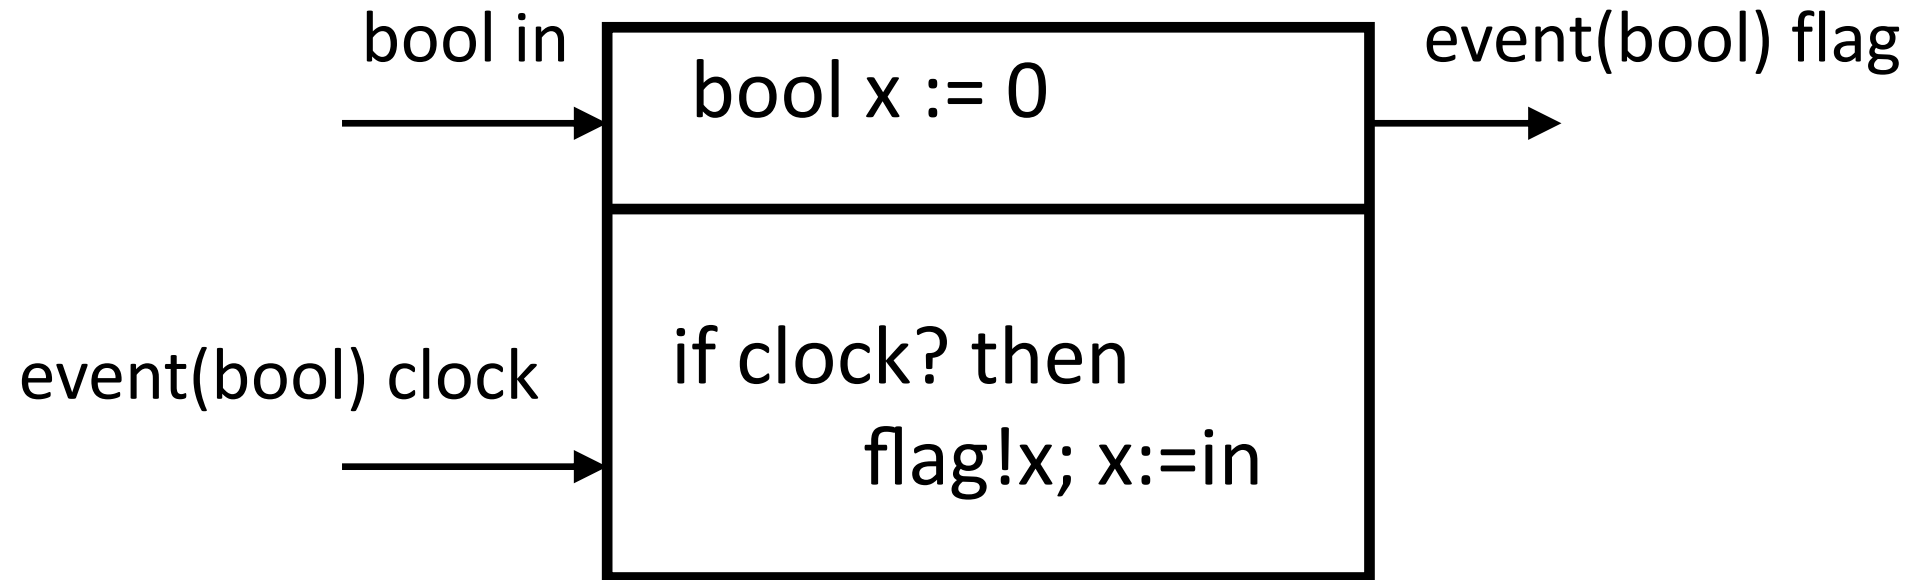 bool in
event(bool) flag
bool x := 0
if clock? then
event(bool) clock
flag!x; x:=in